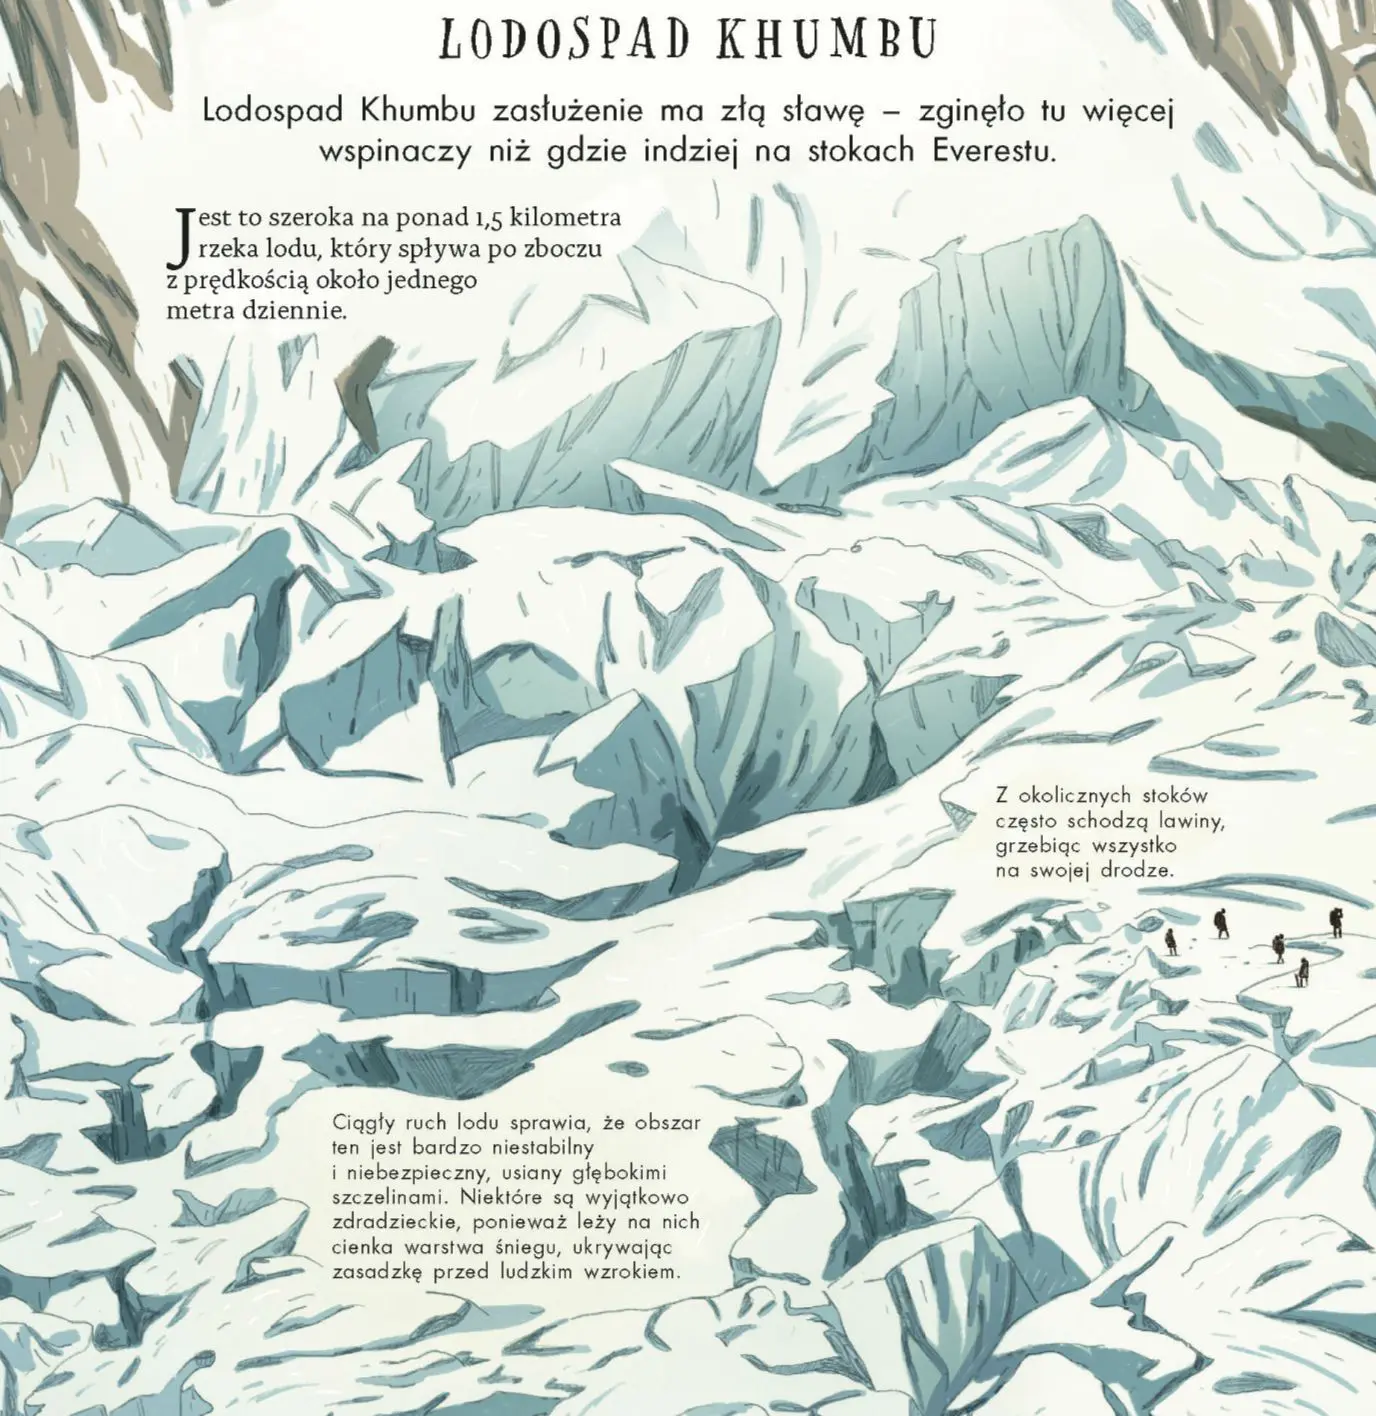 LODOSPAD KHUMBU
Lodospad Khumbu zasłużenie ma złą sławę – zginęło tu więcej
wspinaczy niż gdzie indziej na stokach Everestu.
Jest to szeroka na ponad 1,5 kilometra
rzeka lodu, który spływa po zboczu
z prędkością około jednego
metra dziennie.
Z okolicznych stoków
często schodzą lawiny,
grzebiąc wszystko
na swojej drodze.
Ciągły ruch lodu sprawia, że obszar
ten jest bardzo niestabilny
i niebezpieczny, usiany głębokimi
szczelinami. Niektóre są wyjątkowo
zdradzieckie, ponieważ leży na nich
cienka warstwa śniegu, ukrywając
zasadzkę przed ludzkim wzrokiem.